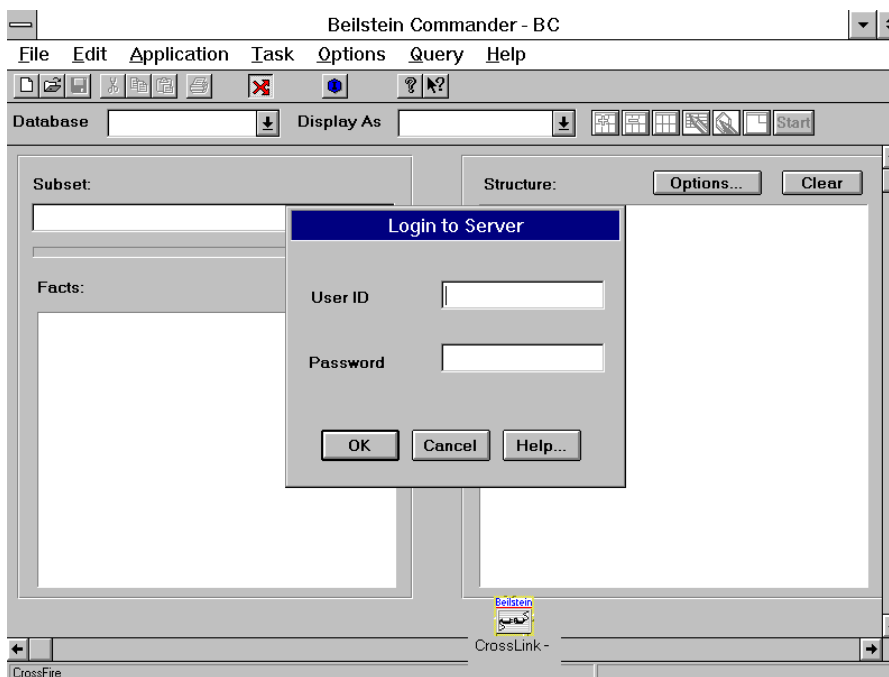 Beilstein Commander - BC
File Edit Application Task Options Query Help
Database Display As Start
Subset: Structure: Options... Clear
Login to Server
Facts: User ID
Password
OK Cancel Help...
Beilstein
CrossLink -
CrossFire